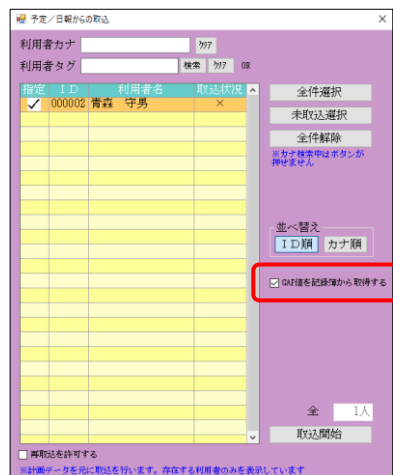 予定／日報からの取込
利用者カナ ｸﾘｱ
利用者タグ 検索 ｸﾘｱ OR
指定 ＩＤ 利用者名 取込状況
000002 青森 守男 ×
全件選択
未取込選択
全件解除
※カナ検索中はボタンが
押せません
並べ替え
ＩＤ順 カナ順
GAF値を記録簿から取得する
全 1人
取込開始
再取込を許可する
※計画データを元に取込を行います。存在する利用者のみを表示しています